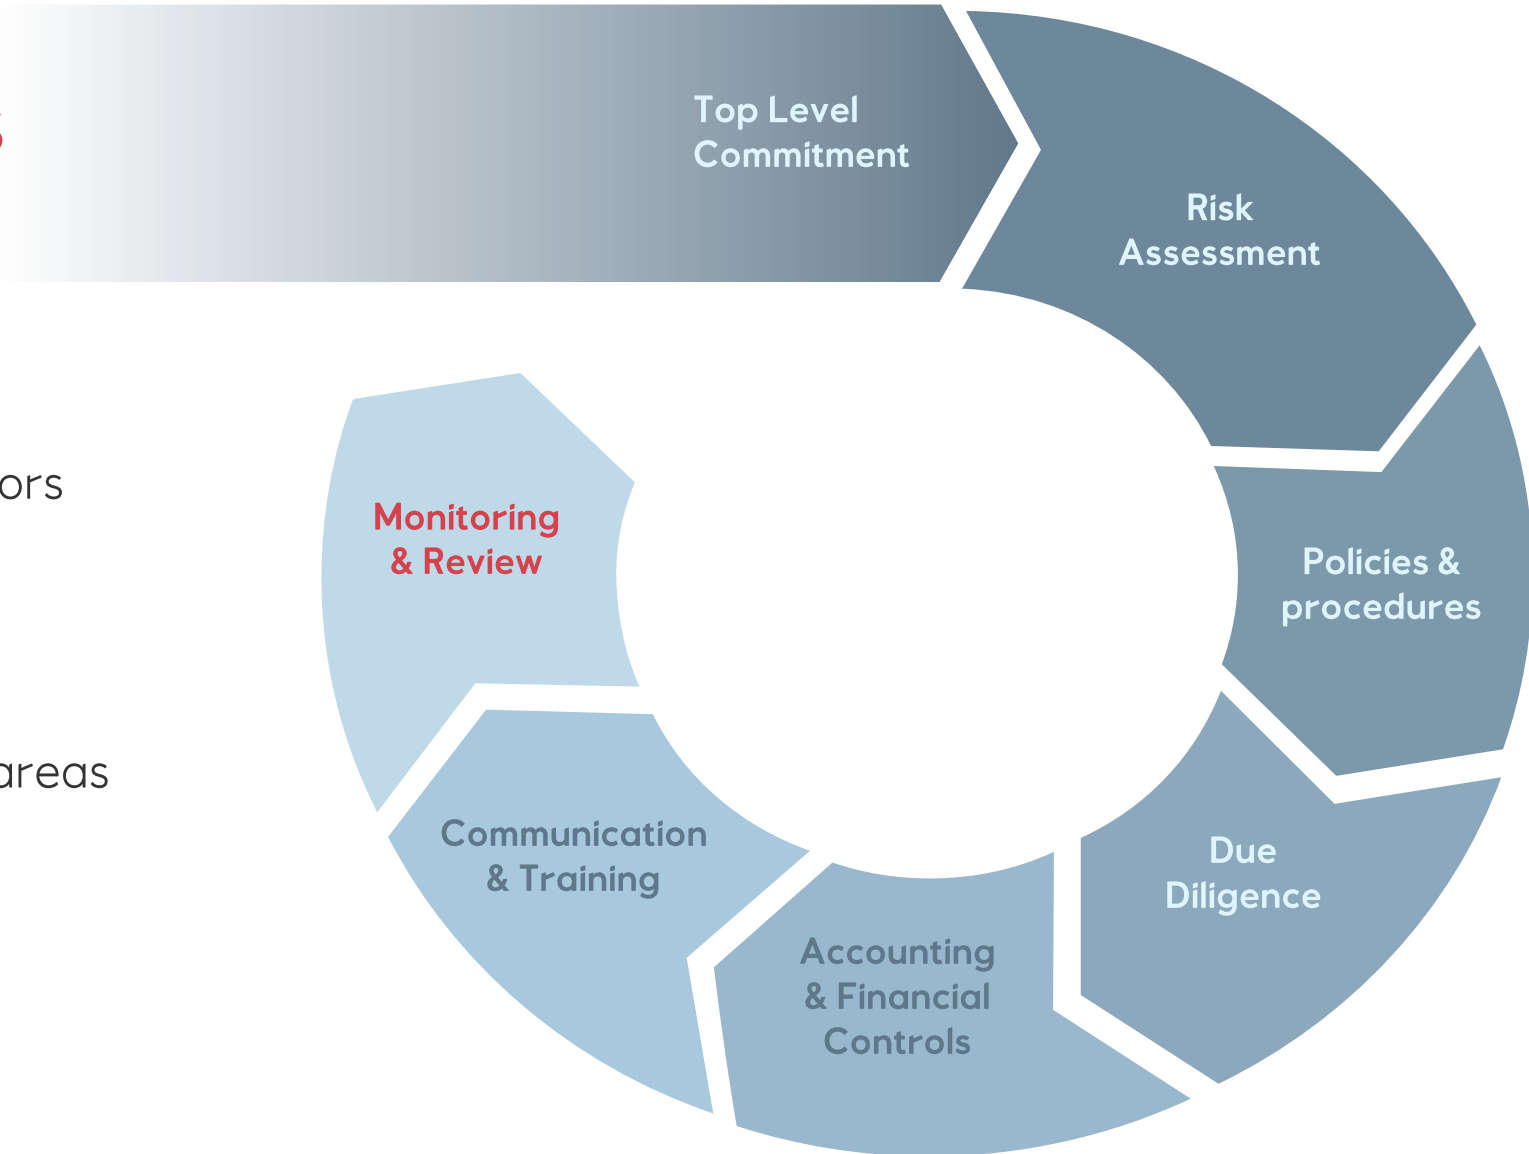 Top Level
Commitment
Risk
Assessment
Policies &
procedures
Due
Diligence
Accounting
& Financial
Controls
Communication
& Training
Monitoring
& Review
s
ors
areas